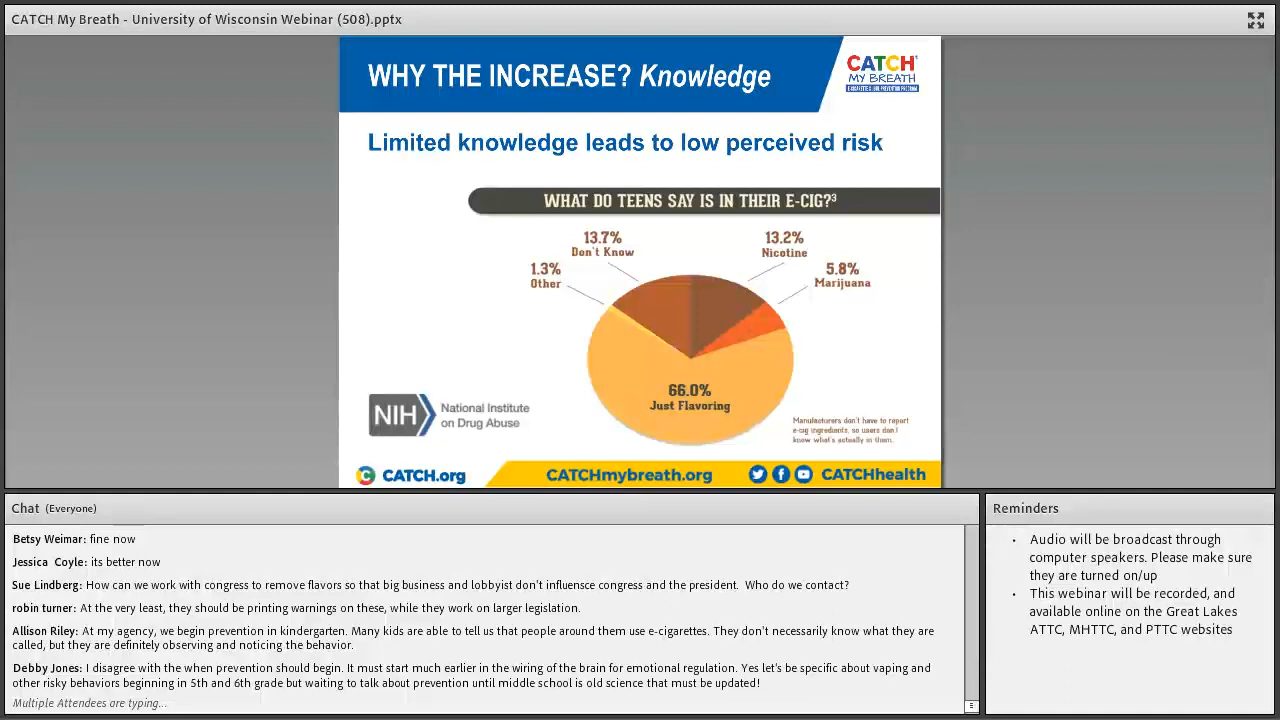 CATCH My Breath - University of Wisconsin Webinar (508).pptx
WHY THE INCREASE? Knowledge
CATCH
MY BREATH
Limited knowledge leads to low perceived risk
WHAT DO TEENS SAY IS IN THEIR E-CIG?³
13.7%
Don't Know
13.2%
Nicotine
1.3%
Other
5.8%
Marijuana
66.0%
Just Flavoring
NIH
National Institute
on Drug Abuse
Manufacturers don't have to report
e-cig ingredients, so users don't
know what's actually in them.
CATCH.org
CATCHmybreath.org
CATCHhealth
Chat (Everyone)
Betsy Weimar: fine now
Jessica Coyle: its better now
Sue Lindberg: How can we work with congress to remove flavors so that big business and lobbyist don't influensce congress and the president. Who do we contact?
robin turner: At the very least, they should be printing warnings on these, while they work on larger legislation.
Allison Riley: At my agency, we begin prevention in kindergarten. Many kids are able to tell us that people around them use e-cigarettes. They don't necessarily know what they are
called, but they are definitely observing and noticing the behavior.
Debby Jones: I disagree with the when prevention should begin. It must start much earlier in the wiring of the brain for emotional regulation. Yes let's be specific about vaping and
other risky behaviors beginning in 5th and 6th grade but waiting to talk about prevention until middle school is old science that must be updated!
Multiple Attendees are typing...
Reminders
• Audio will be broadcast through
computer speakers. Please make sure
they are turned on/up
• This webinar will be recorded, and
available online on the Great Lakes
ATTC, MHTTC, and PTTC websites